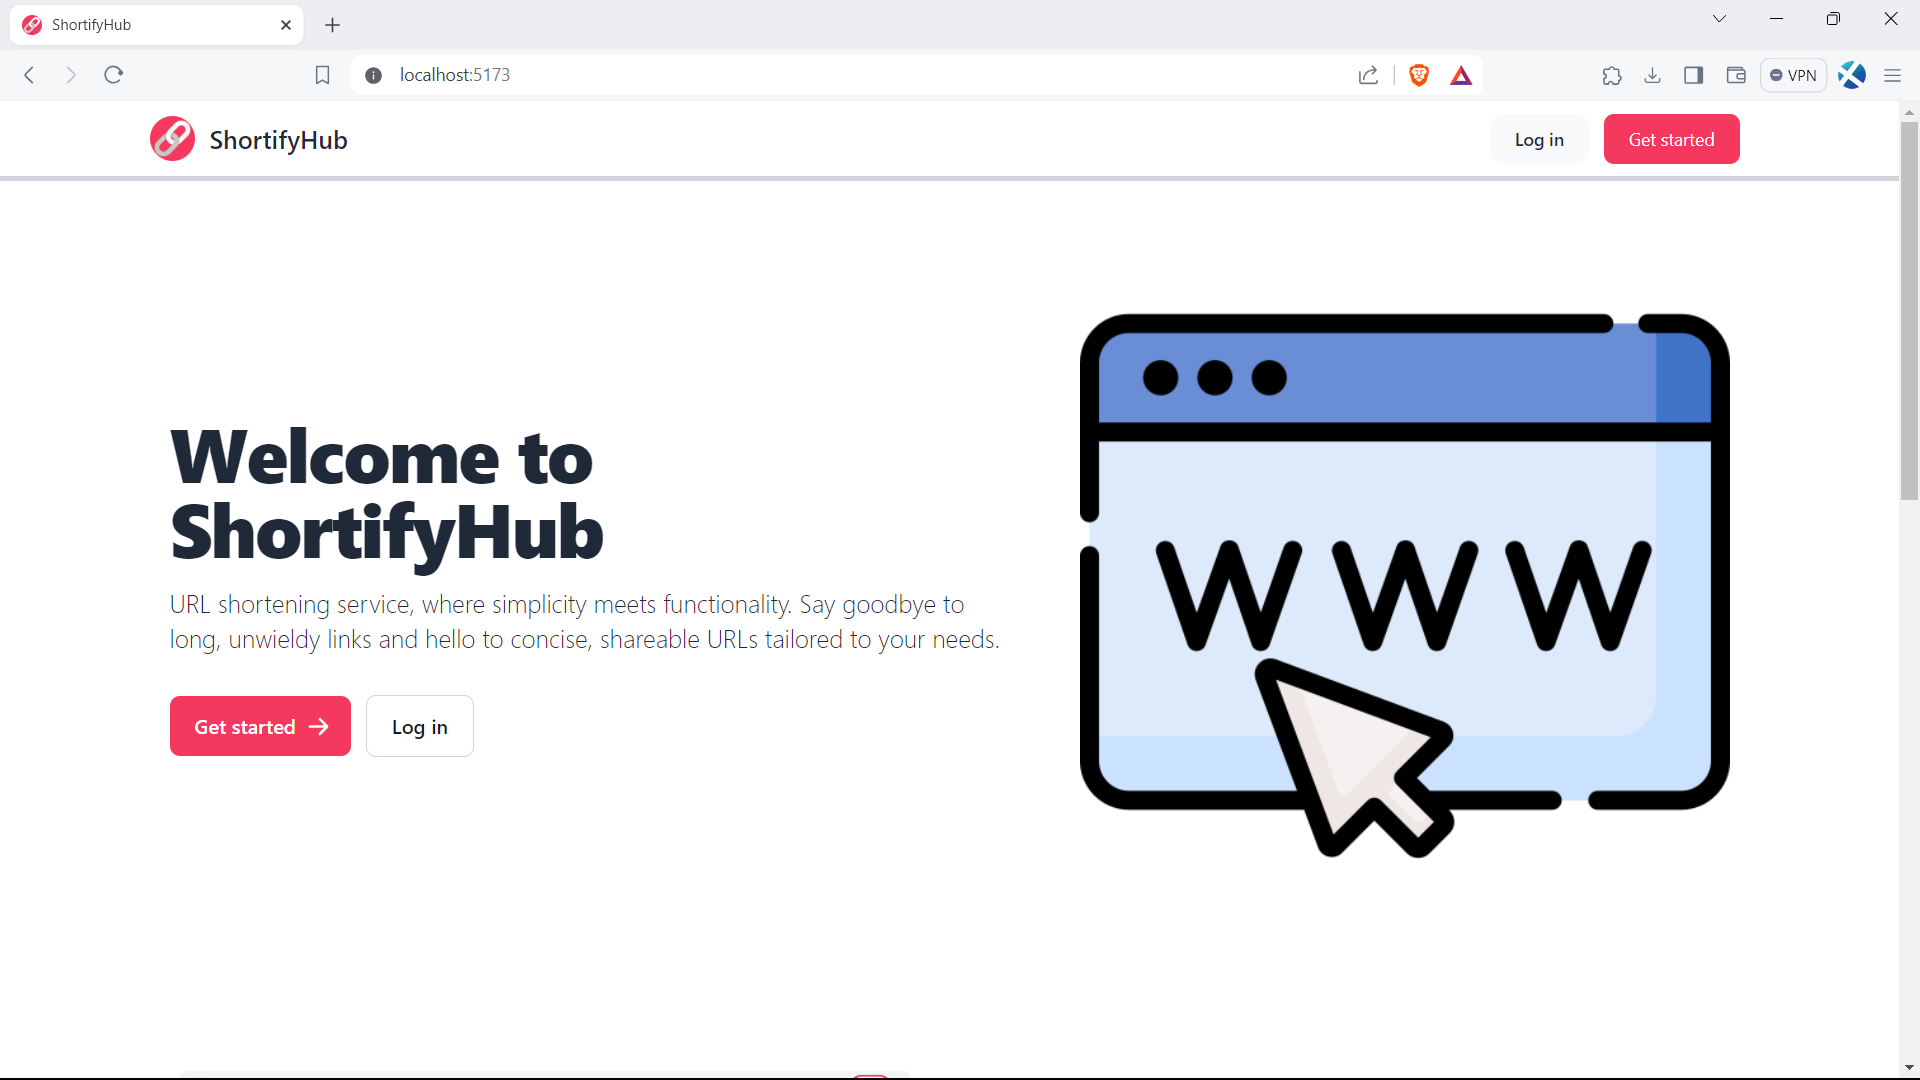 ShortifyHub
localhost:5173
VPN
ShortifyHub
Log in
Get started
Welcome to
ShortifyHub
URL shortening service, where simplicity meets functionality. Say goodbye to
long, unwieldy links and hello to concise, shareable URLs tailored to your needs.
Get started
Log in
WWW